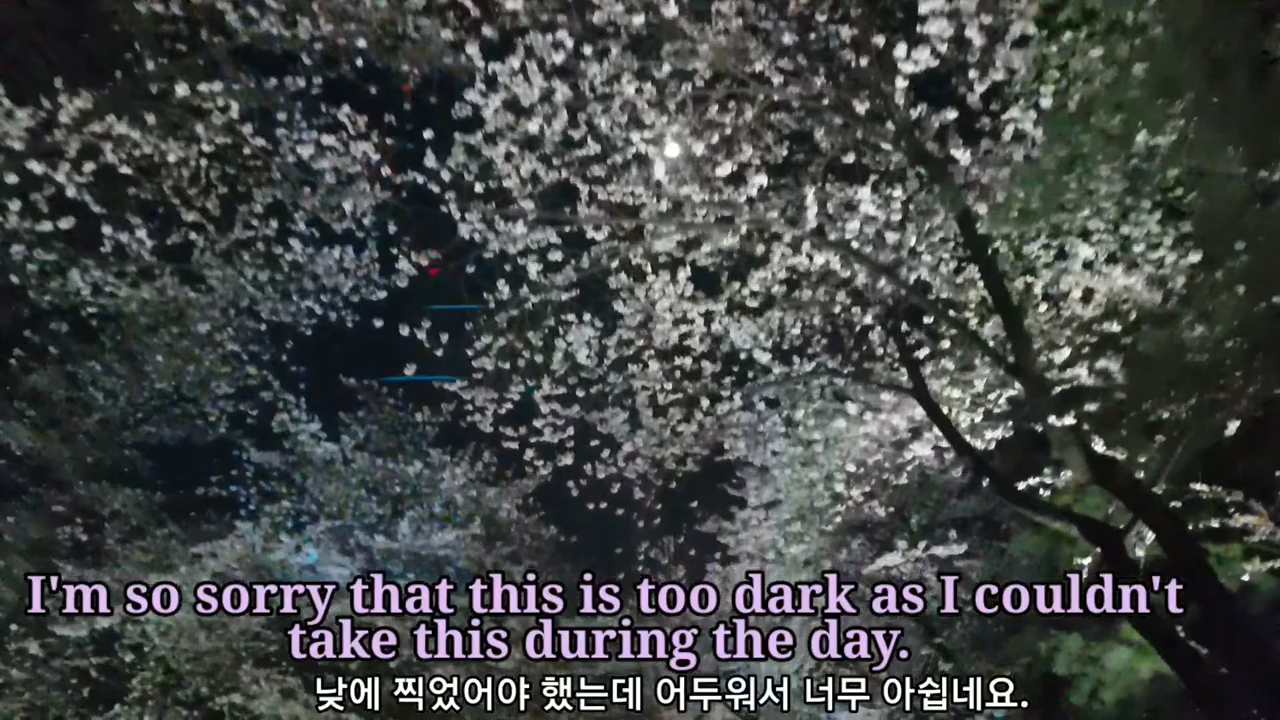 I'm so sorry that this is too dark as I couldn't
take this during the day.
낮에 찍었어야 했는데 어두워서 너무 아쉽네요.